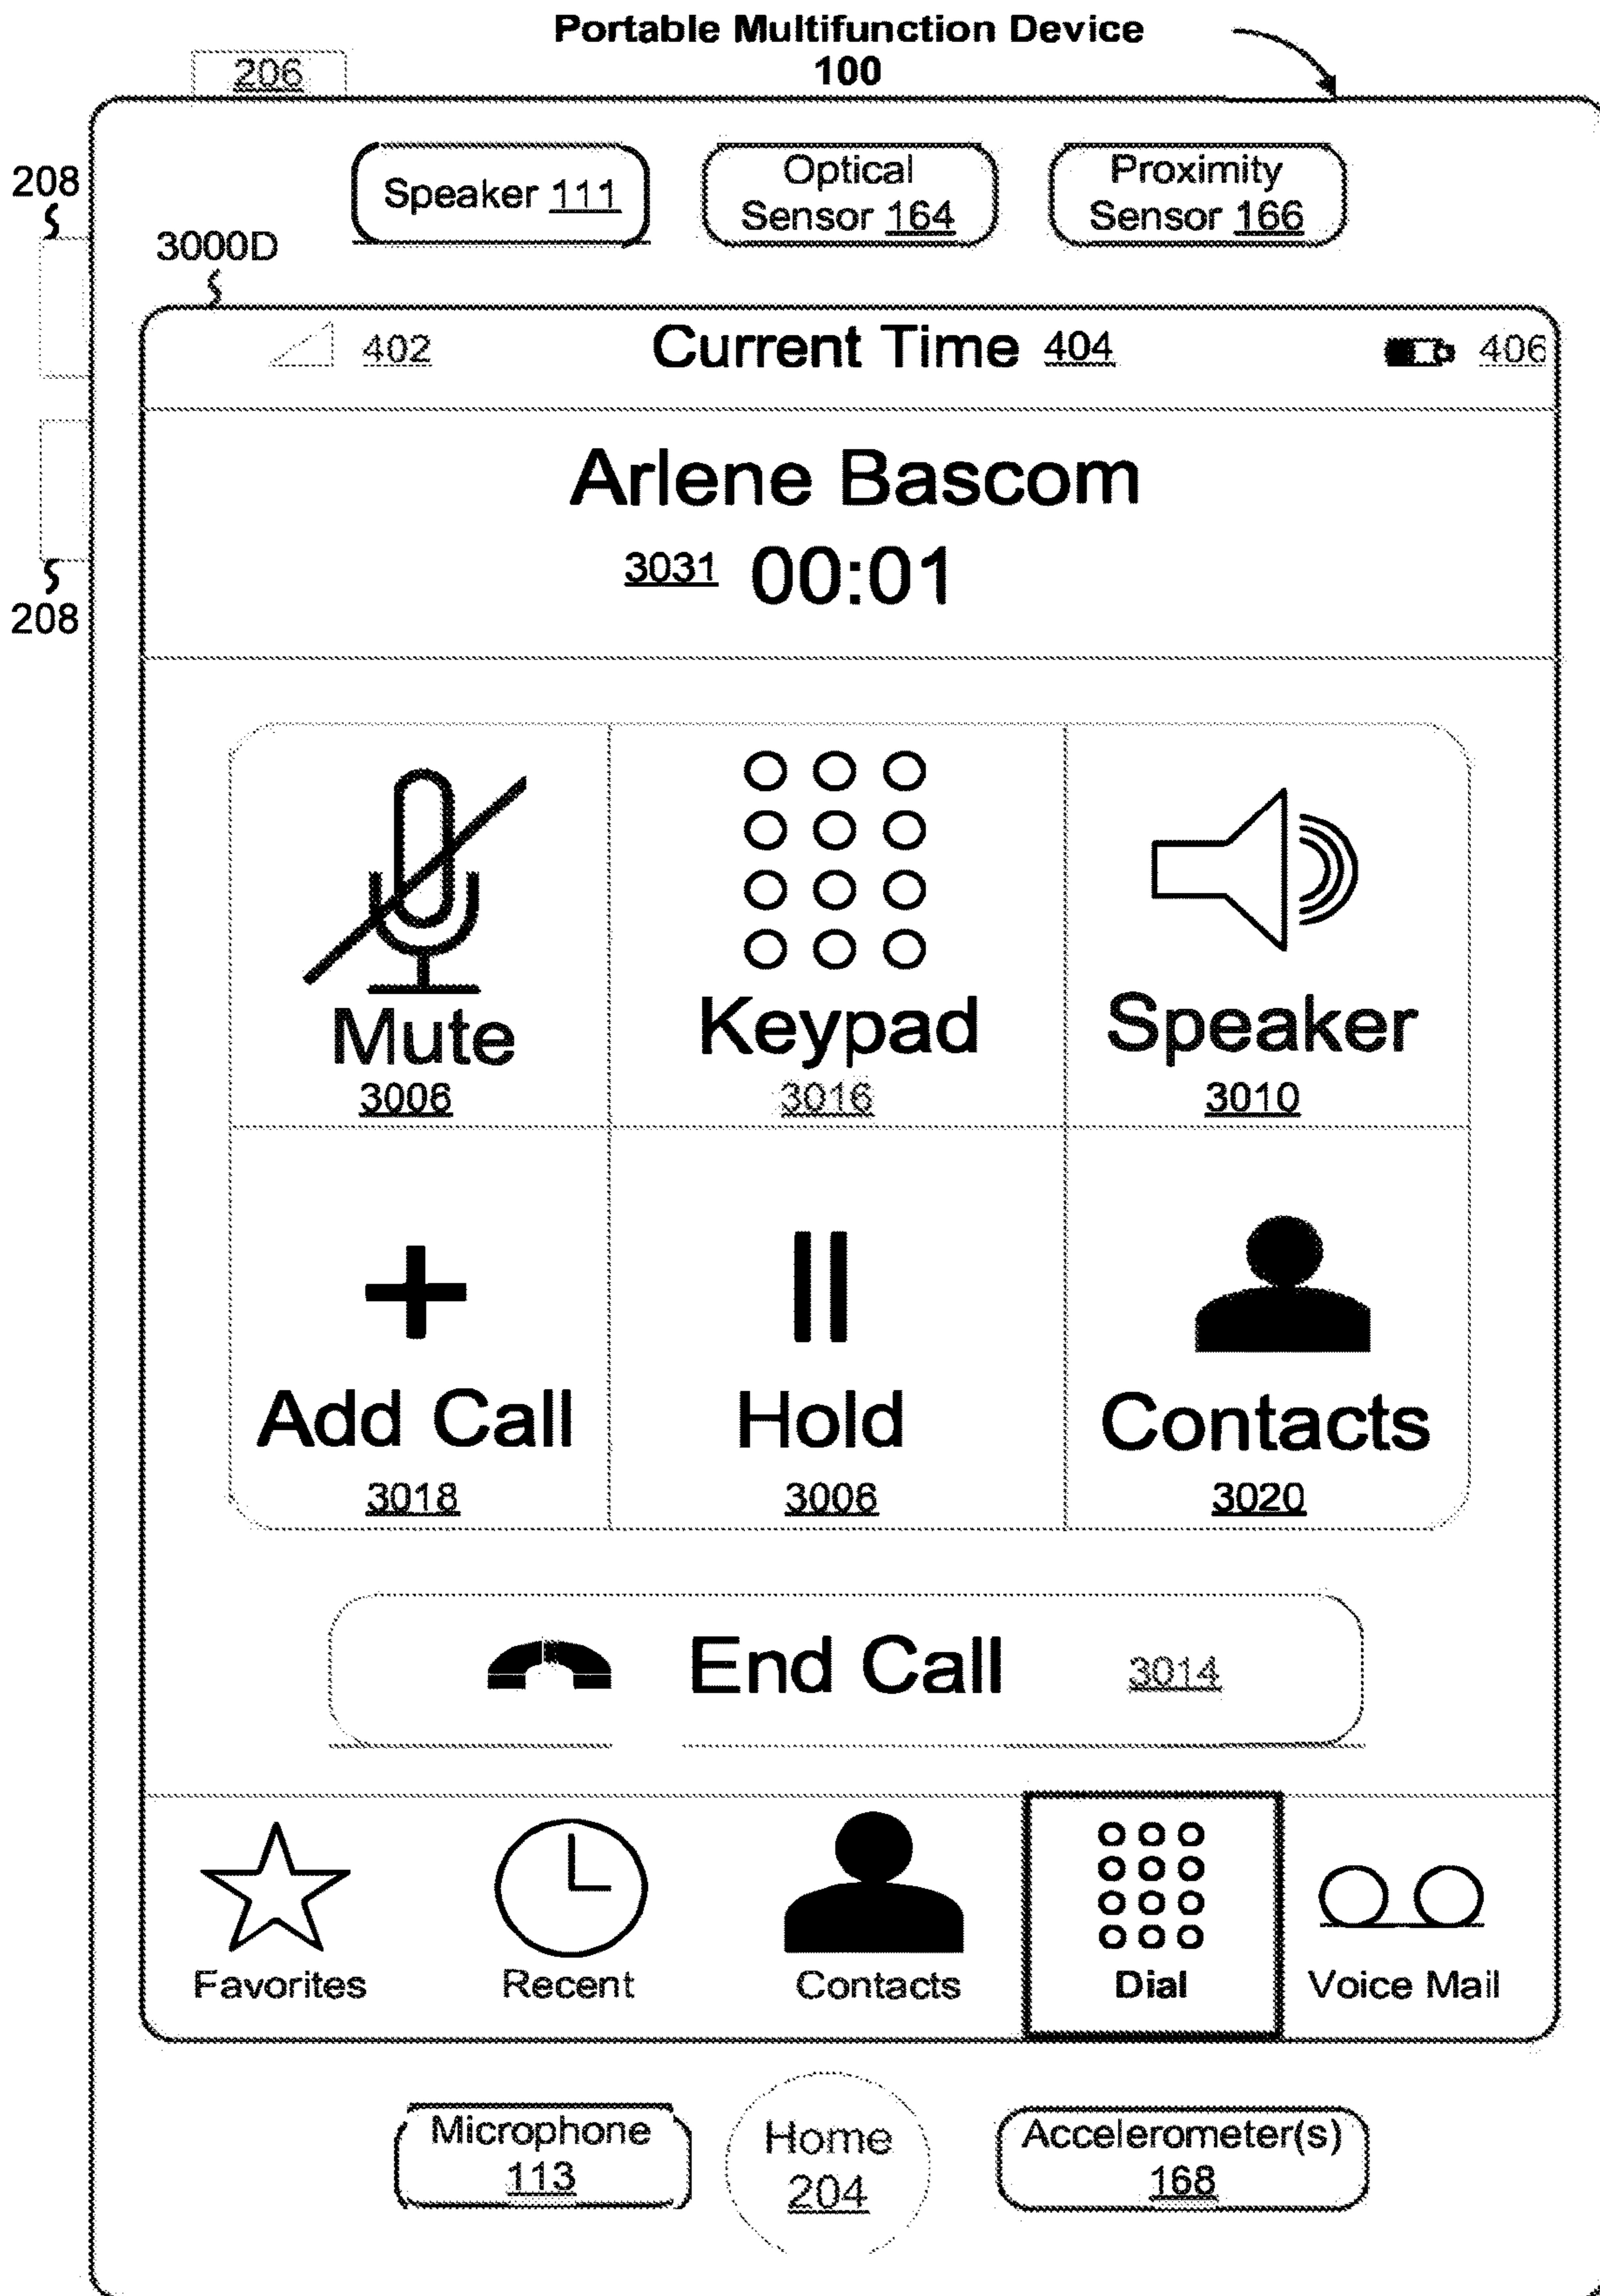 Portable Multifunction Device
100
206
208
Speaker 111
Optical
Sensor 164
Proximity
Sensor 166
3000D
402
Current Time 404
406
Arlene Bascom
3031 00:01
208
Mute
3006
Keypad
3016
Speaker
3010
Add Call
3018
Hold
3006
Contacts
3020
End Call 3014
Favorites
Recent
Contacts
Dial
Voice Mail
Microphone
113
Home
204
Accelerometer(s)
168